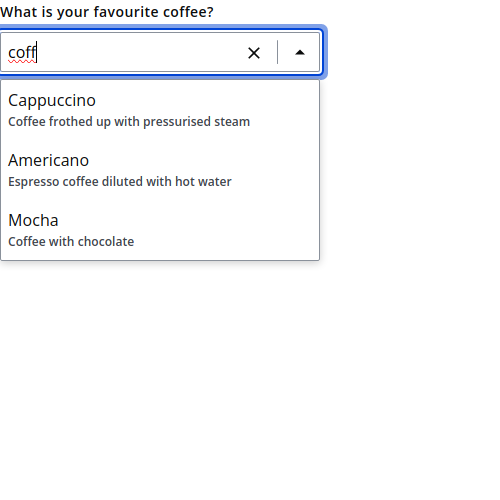 What is your favourite coffee?
coff
Cappuccino
Coffee frothed up with pressurised steam
Americano
Espresso coffee diluted with hot water
Mocha
Coffee with chocolate